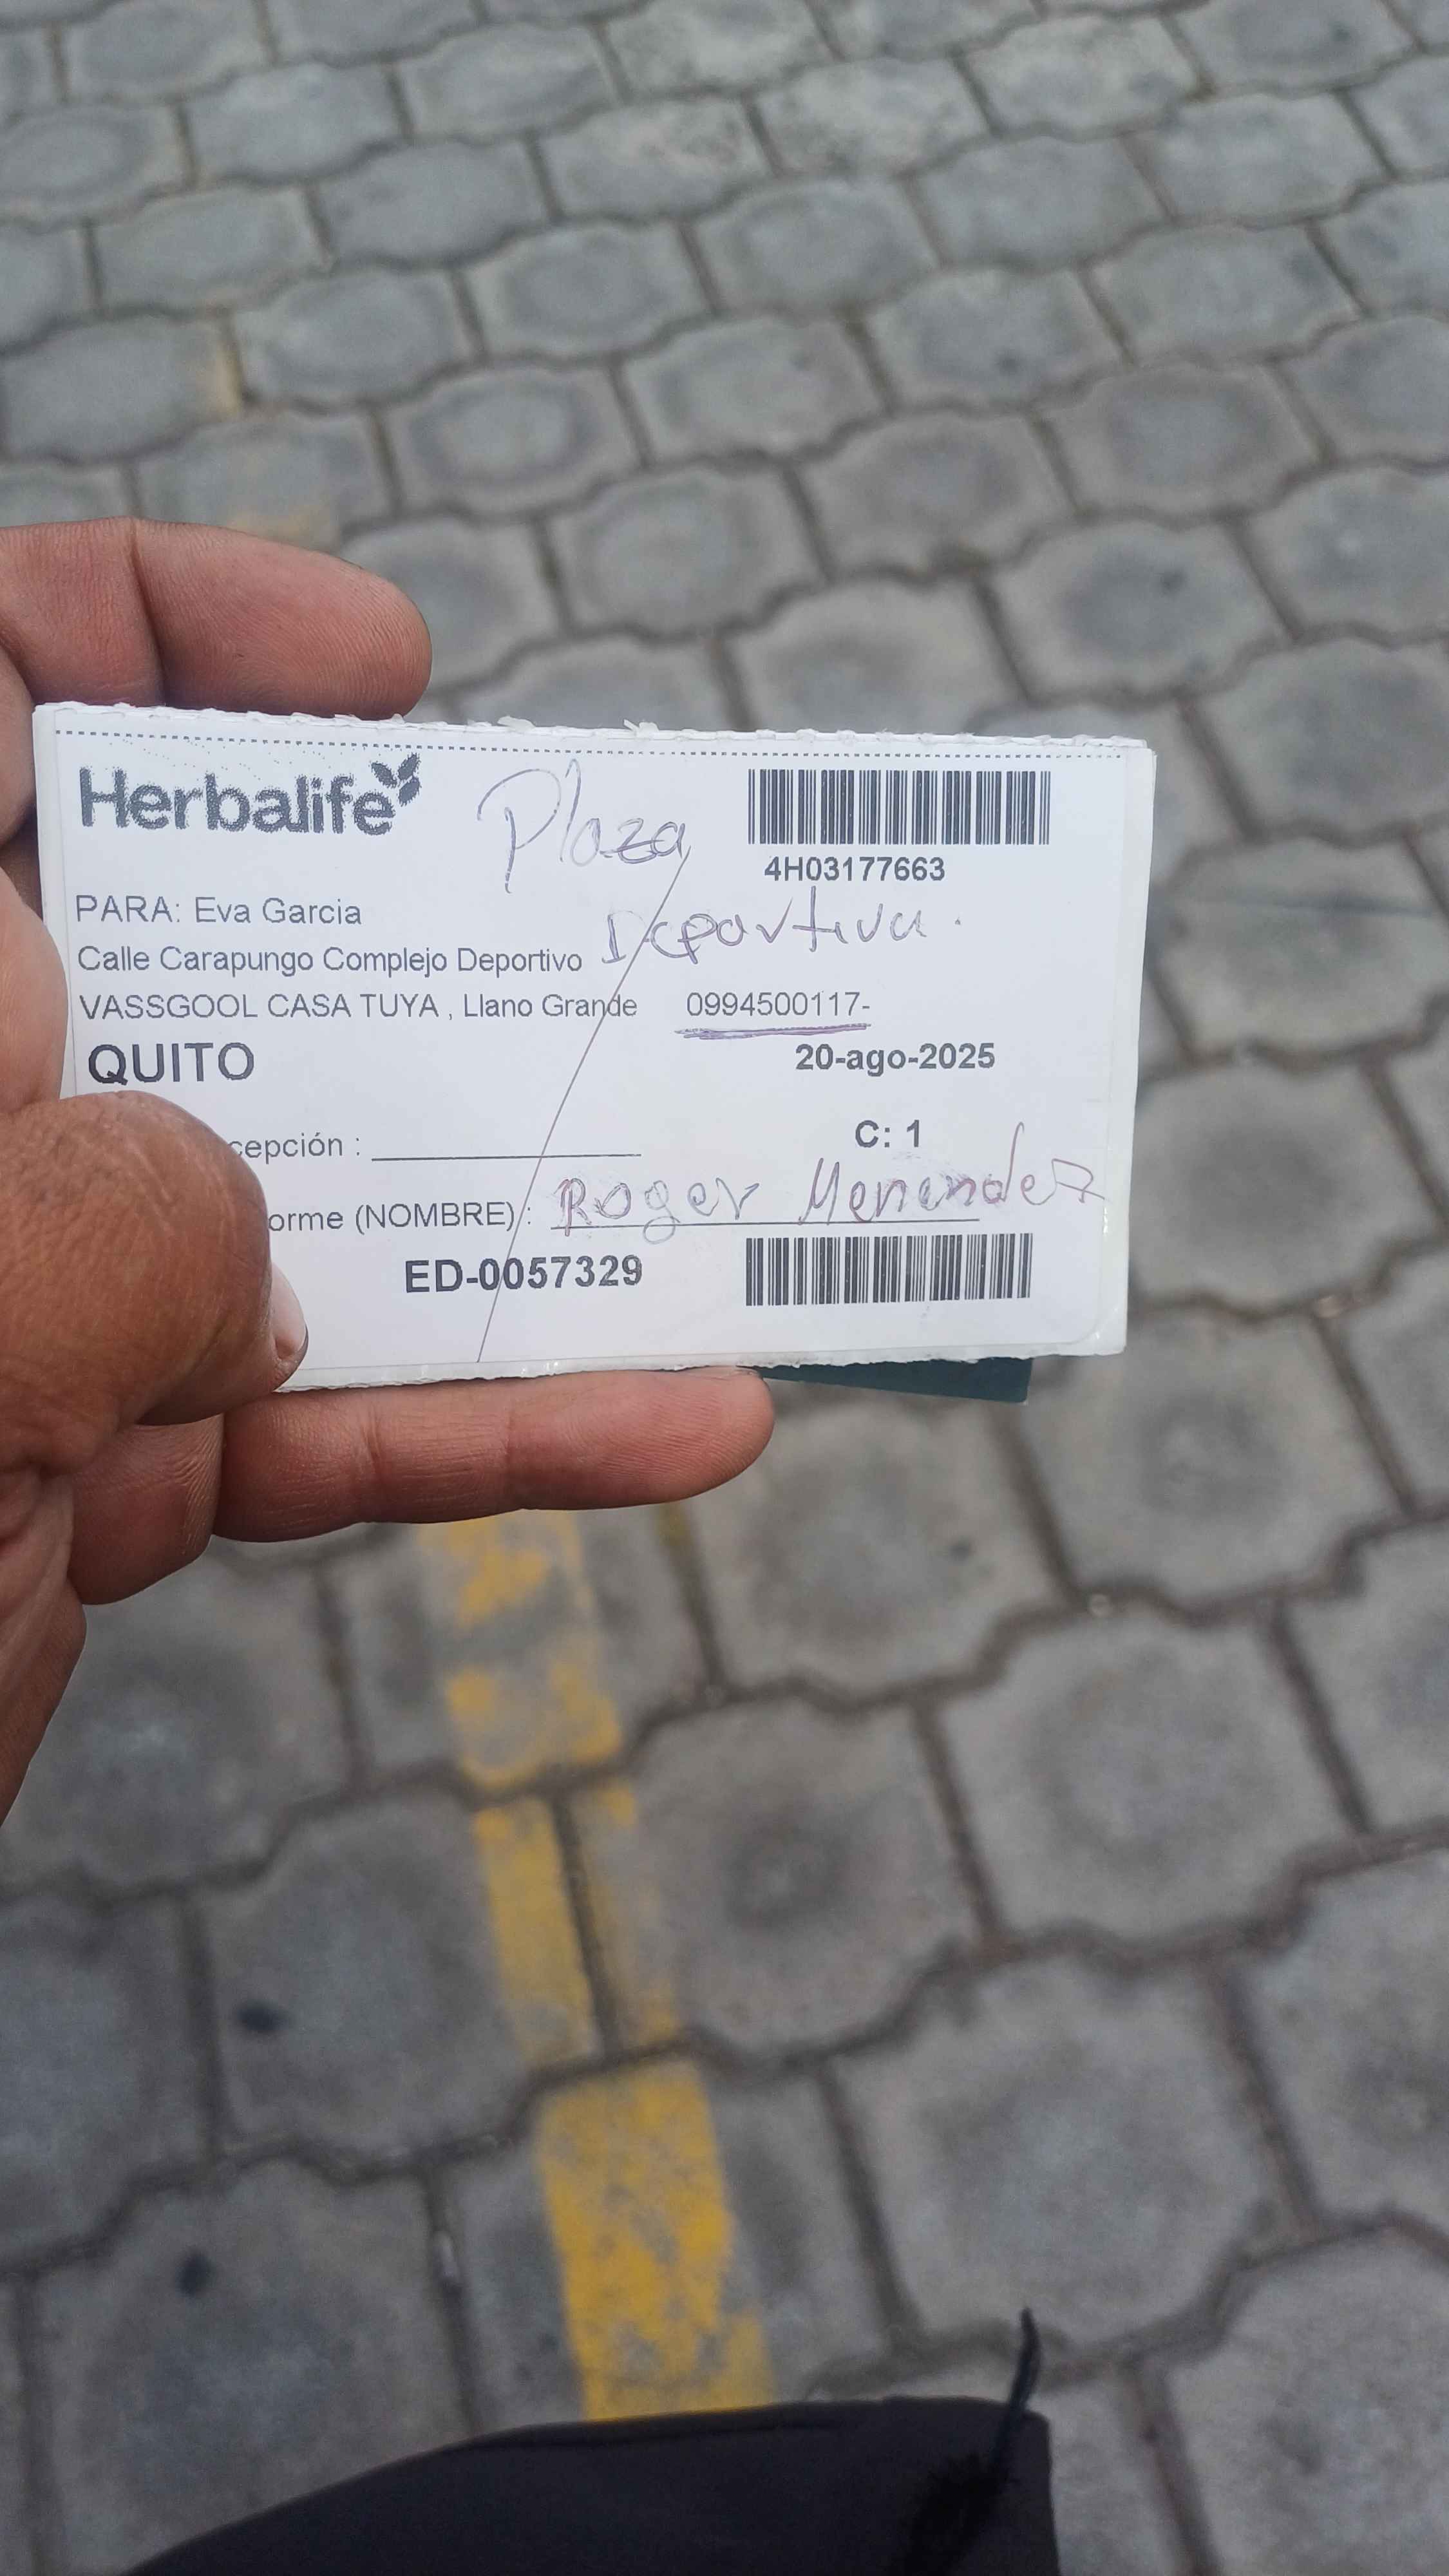 Herbalife
Plaza
4H03177663
PARA: Eva Garcia
Deportiva.
Calle Carapungo Complejo Deportivo
VASSGOOL CASA TUYA , Llano Grande 0994500117-
QUITO
20-ago-2025
cepción : 
C: 1
orme (NOMBRE) : Roger Menendez
ED-0057329